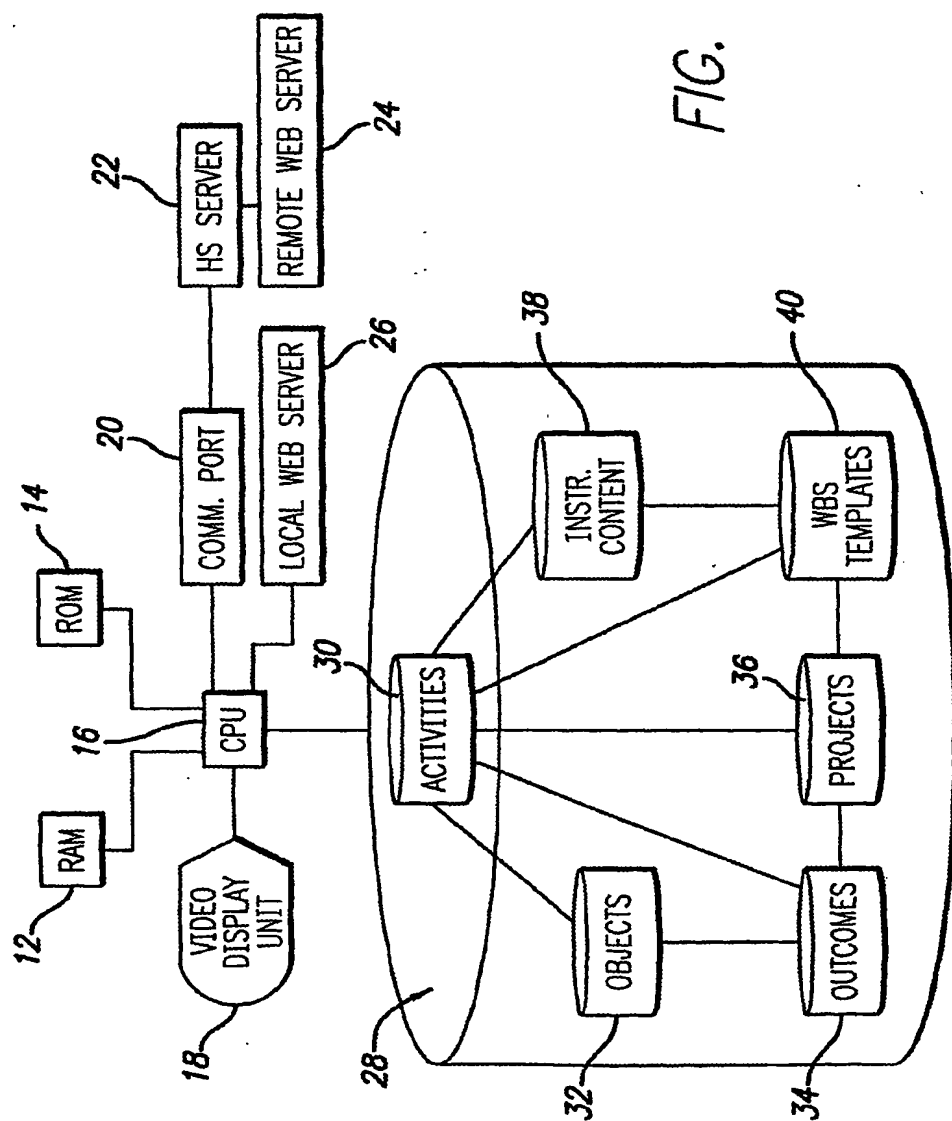 12
RAM
14
ROM
16
CPU
18
VIDEO
DISPLAY
UNIT
20
COMM. PORT
22
HS SERVER
REMOTE WEB SERVER
24
LOCAL WEB SERVER
26
28
30
ACTIVITIES
32
OBJECTS
38
INSTR.
CONTENT
34
OUTCOMES
36
PROJECTS
40
WBS
TEMPLATES
FIG.